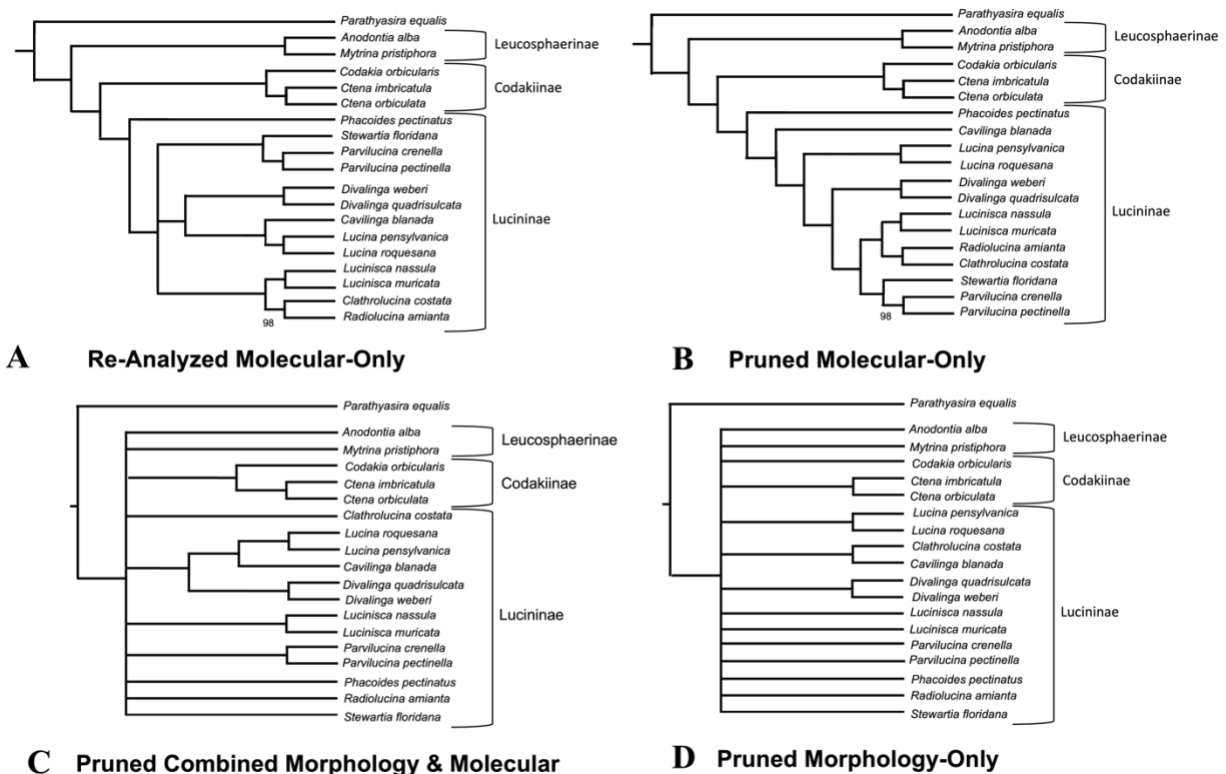 Parathyasira equalis
Anodontia alba
Mytrina pristiphora
Leucosphaerinae
Codakia orbicularis
Ctena imbricatula
Ctena orbiculata
Codakiinae
Phacoides pectinatus
Stewartia floridana
Parvilucina crenella
Parvilucina pectinella
Divalinga weberi
Divalinga quadrisulcata
Cavilinga blanada
Lucina pensylvanica
Lucina roquesana
Lucinisca nassula
Lucinisca muricata
Clathrolucina costata
Radiolucina amianta
Lucininae
98
A Re-Analyzed Molecular-Only
Parathyasira equalis
Anodontia alba
Mytrina pristiphora
Leucosphaerinae
Codakia orbicularis
Ctena imbricatula
Ctena orbiculata
Codakiinae
Phacoides pectinatus
Cavilinga blanada
Lucina pensylvanica
Lucina roquesana
Divalinga weberi
Divalinga quadrisulcata
Lucinisca nassula
Lucinisca muricata
Radiolucina amianta
Clathrolucina costata
Stewartia floridana
Parvilucina crenella
Parvilucina pectinella
Lucininae
98
B Pruned Molecular-Only
Parathyasira equalis
Anodontia alba
Mytrina pristiphora
Leucosphaerinae
Codakia orbicularis
Ctena imbricatula
Ctena orbiculata
Codakiinae
Clathrolucina costata
Lucina roquesana
Lucina pensylvanica
Cavilinga blanada
Divalinga quadrisulcata
Divalinga weberi
Lucinisca nassula
Lucinisca muricata
Parvilucina crenella
Parvilucina pectinella
Phacoides pectinatus
Radiolucina amianta
Stewartia floridana
Lucininae
C Pruned Combined Morphology & Molecular
Parathyasira equalis
Anodontia alba
Mytrina pristiphora
Leucosphaerinae
Codakia orbicularis
Ctena imbricatula
Ctena orbiculata
Codakiinae
Lucina pensylvanica
Lucina roquesana
Clathrolucina costata
Cavilinga blanada
Divalinga quadrisulcata
Divalinga weberi
Lucinisca nassula
Lucinisca muricata
Parvilucina crenella
Parvilucina pectinella
Phacoides pectinatus
Radiolucina amianta
Stewartia floridana
Lucininae
D Pruned Morphology-Only